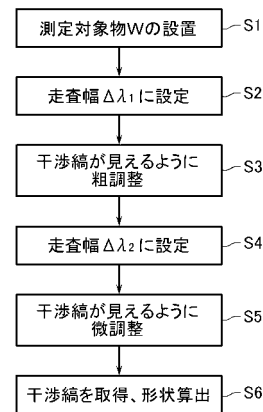 測定対象物Wの設置
S1
走査幅Δλ₁に設定
S2
干渉縞が見えるように
粗調整
S3
走査幅Δλ₂に設定
S4
干渉縞が見えるように
微調整
S5
干渉縞を取得、形状算出
S6